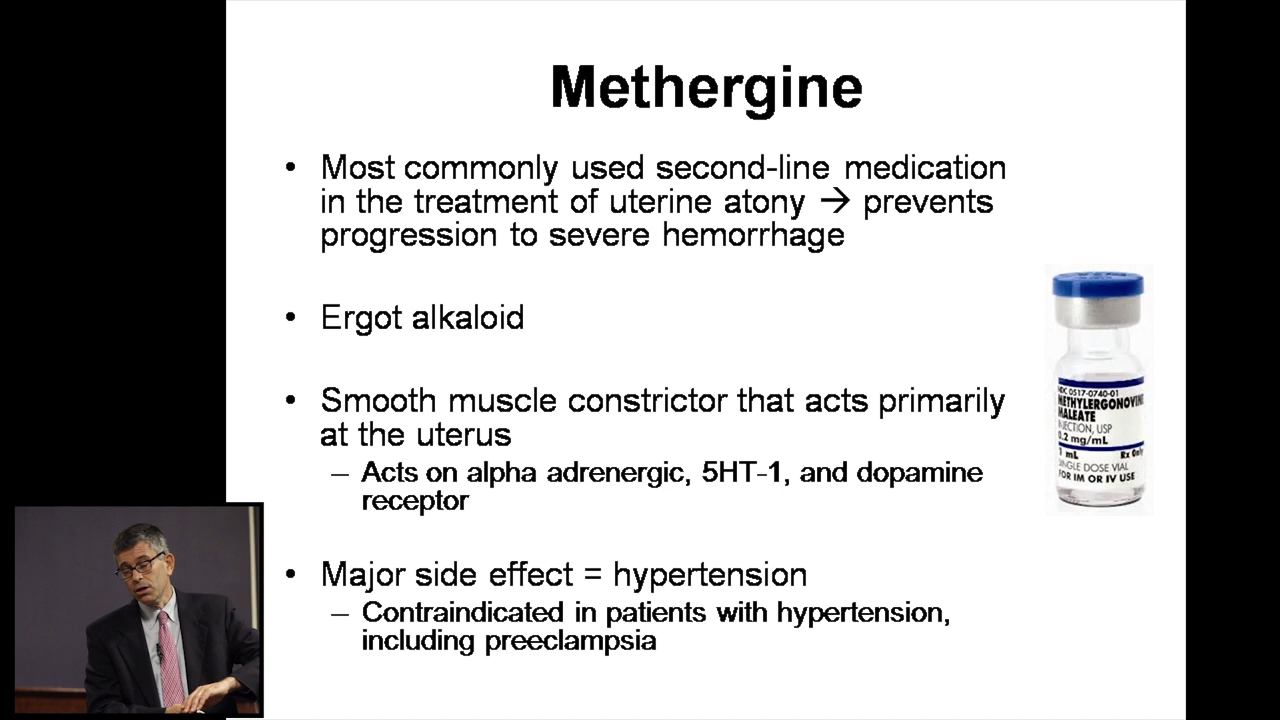 Methergine
• Most commonly used second-line medication
in the treatment of uterine atony → prevents
progression to severe hemorrhage
• Ergot alkaloid
• Smooth muscle constrictor that acts primarily
at the uterus
– Acts on alpha adrenergic, 5HT-1, and dopamine
receptor
• Major side effect = hypertension
– Contraindicated in patients with hypertension,
including preeclampsia
NDC 0517-0740-01
METHYLERGONOVINE
MALEATE
INJECTION, USP
0.2 mg/mL
1 mL Rx Only
SINGLE DOSE VIAL
FOR IM OR IV USE